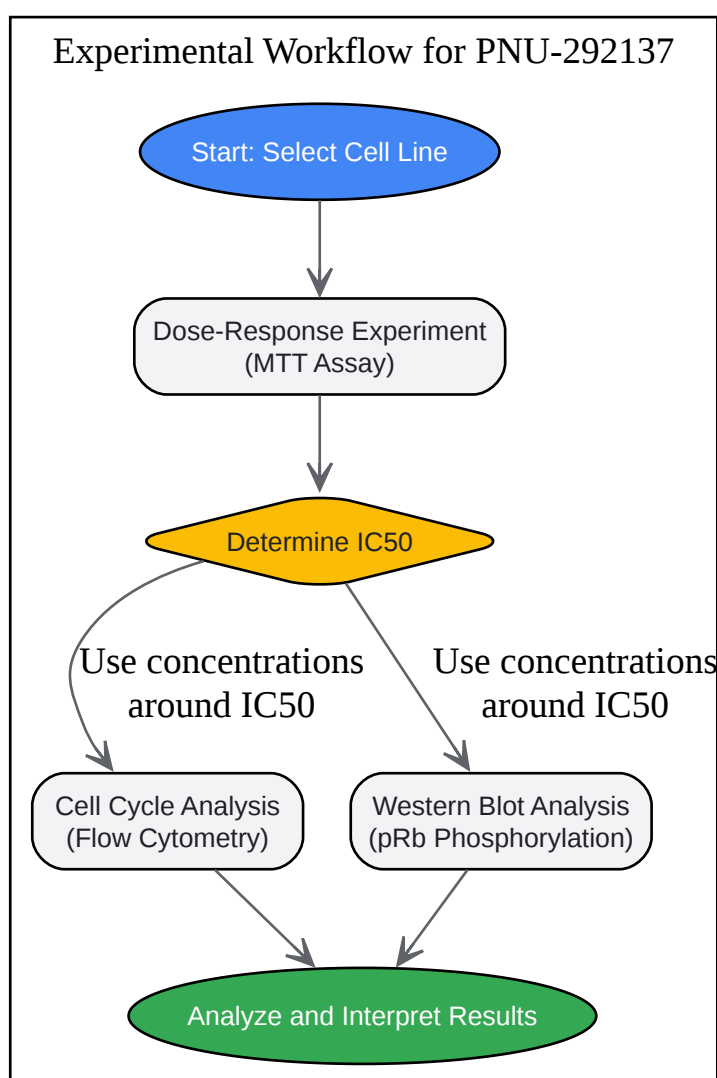 Experimental Workflow for PNU-292137
Start: Select Cell Line
Dose-Response Experiment
(MTT Assay)
Determine IC50
Use concentrations
around IC50
Use concentrations
around IC50
Cell Cycle Analysis
(Flow Cytometry)
Western Blot Analysis
(pRb Phosphorylation)
Analyze and Interpret Results